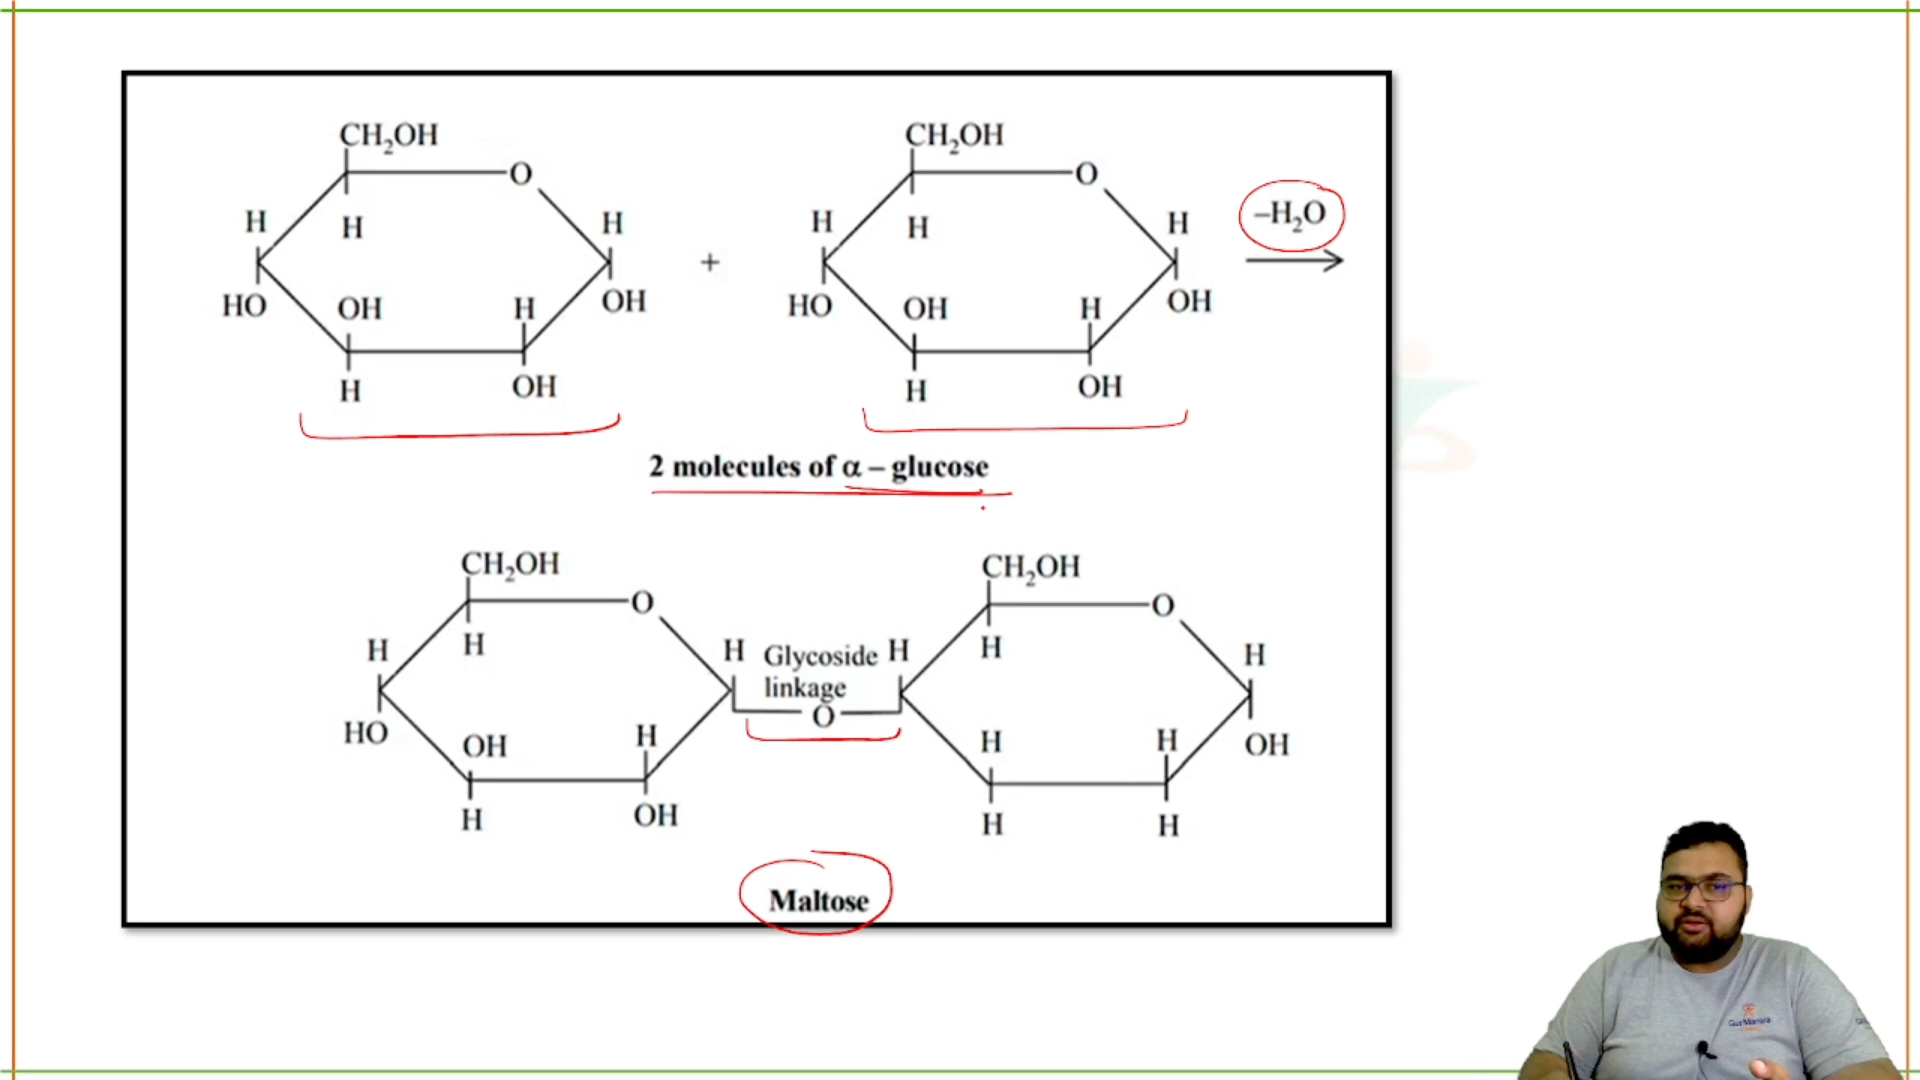 CH₂OH CH₂OH
O O
H H H H H H –H₂O
+
HO OH H OH HO OH H OH
H OH H OH
2 molecules of α – glucose
CH₂OH CH₂OH
O O
H H H Glycoside H H H
linkage
O
HO OH H H H OH
H OH H H
Maltose